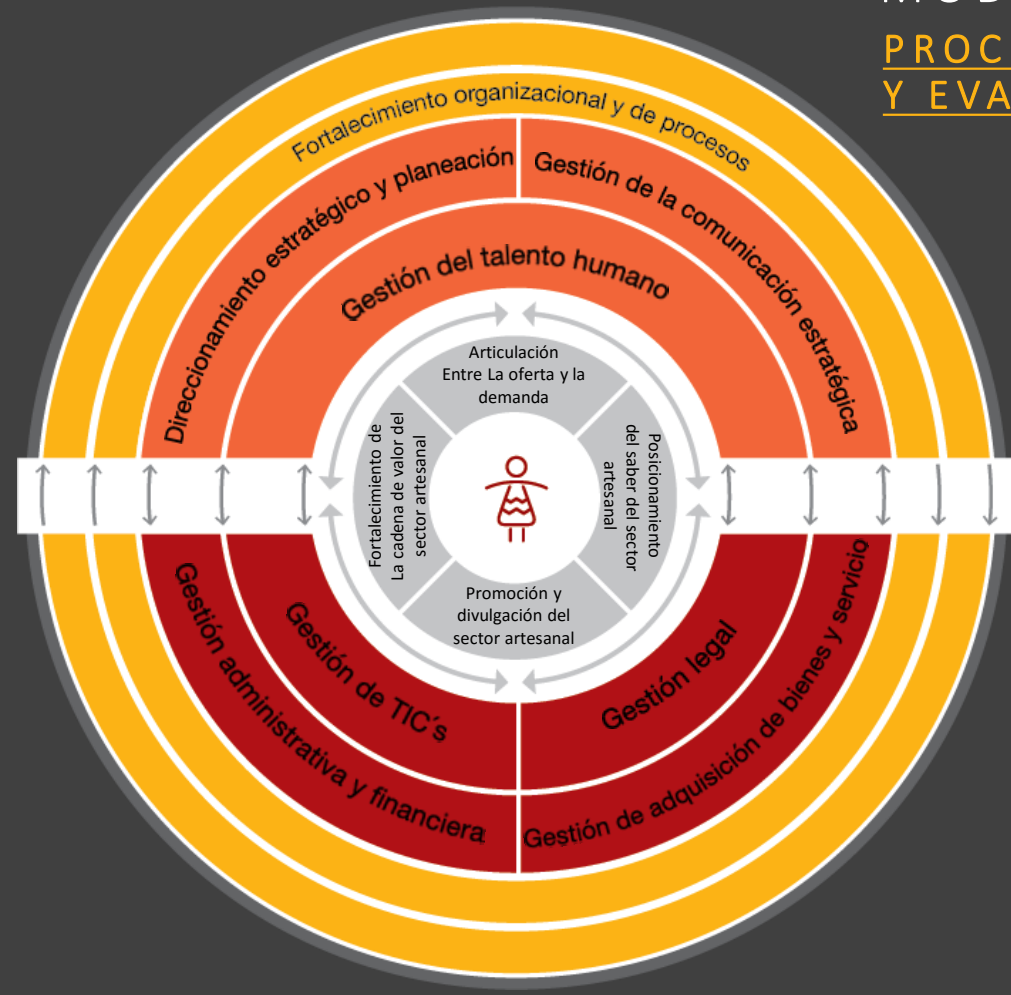 PROC
Y EVA
Fortalecimiento organizacional y de procesos
Direccionamiento estratégico y planeación
Gestión de la comunicación estratégica
Gestión del talento humano
Articulación
Entre La oferta y la
demanda
Fortalecimiento de
La cadena de valor del
sector artesanal
Posicionamiento
del saber del sector
artesanal
Promoción y
divulgación del
sector artesanal
Gestión de TIC´s
Gestión legal
Gestión administrativa y financiera
Gestión de adquisición de bienes y servicio